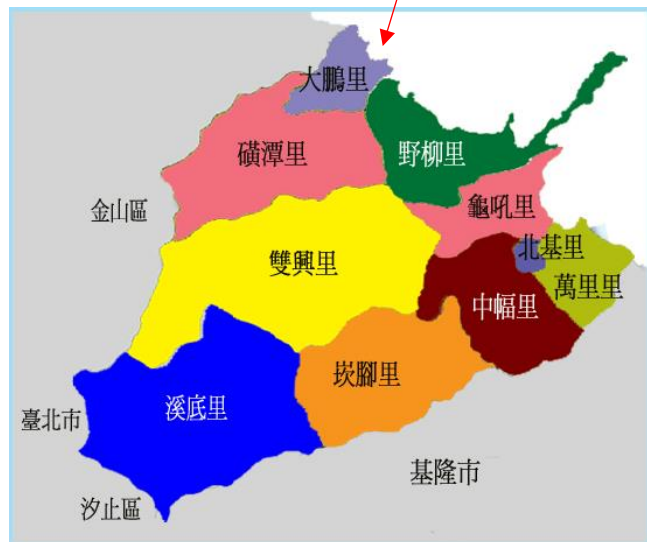 大鵬里
磺潭里
野柳里
金山區
龜吼里
北基里
雙興里
萬里里
中幅里
崁腳里
溪底里
臺北市
基隆市
汐止區